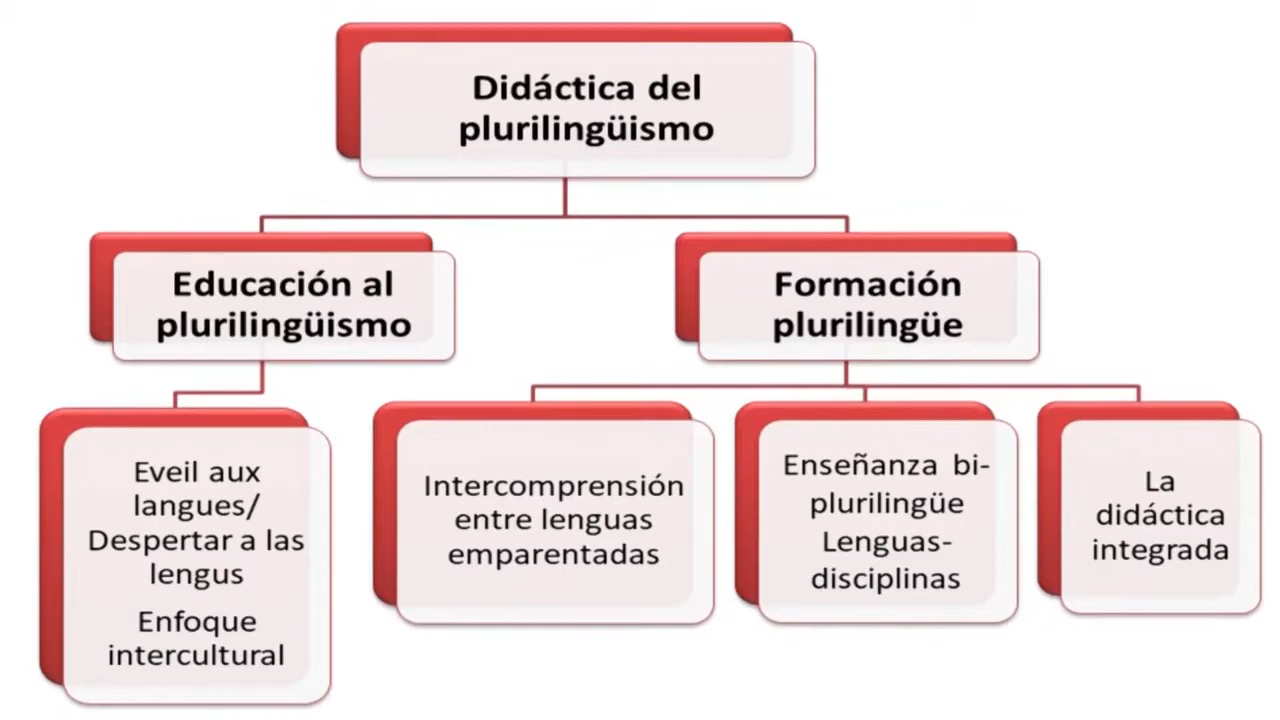 Didáctica del
plurilingüismo
Educación al
plurilingüismo
Formación
plurilingüe
Eveil aux
langues/
Despertar a las
lengus
Enfoque
intercultural
Intercomprensión
entre lenguas
emparentadas
Enseñanza bi-
plurilingüe
Lenguas-
disciplinas
La
didáctica
integrada